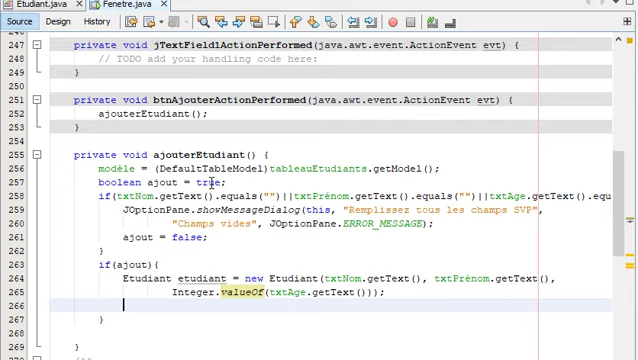 Etudiant.java Fenetre.java
Source Design History
247 private void jTextField1ActionPerformed(java.awt.event.ActionEvent evt) {
248 // TODO add your handling code here:
249 }
250
251 private void btnAjouterActionPerformed(java.awt.event.ActionEvent evt) {
252 ajouterEtudiant();
253 }
254
255 private void ajouterEtudiant() {
256 modèle = (DefaultTableModel)tableauEtudiants.getModel();
257 boolean ajout = true;
258 if(txtNom.getText().equals("")||txtPrénom.getText().equals("")||txtAge.getText().equ
259 JOptionPane.showMessageDialog(this, "Remplissez tous les champs SVP",
260 "Champs vides", JOptionPane.ERROR_MESSAGE);
261 ajout = false;
262 }
263 if(ajout){
264 Etudiant etudiant = new Etudiant(txtNom.getText(), txtPrénom.getText(),
265 Integer.valueOf(txtAge.getText()));
266
267 }
268
269 }